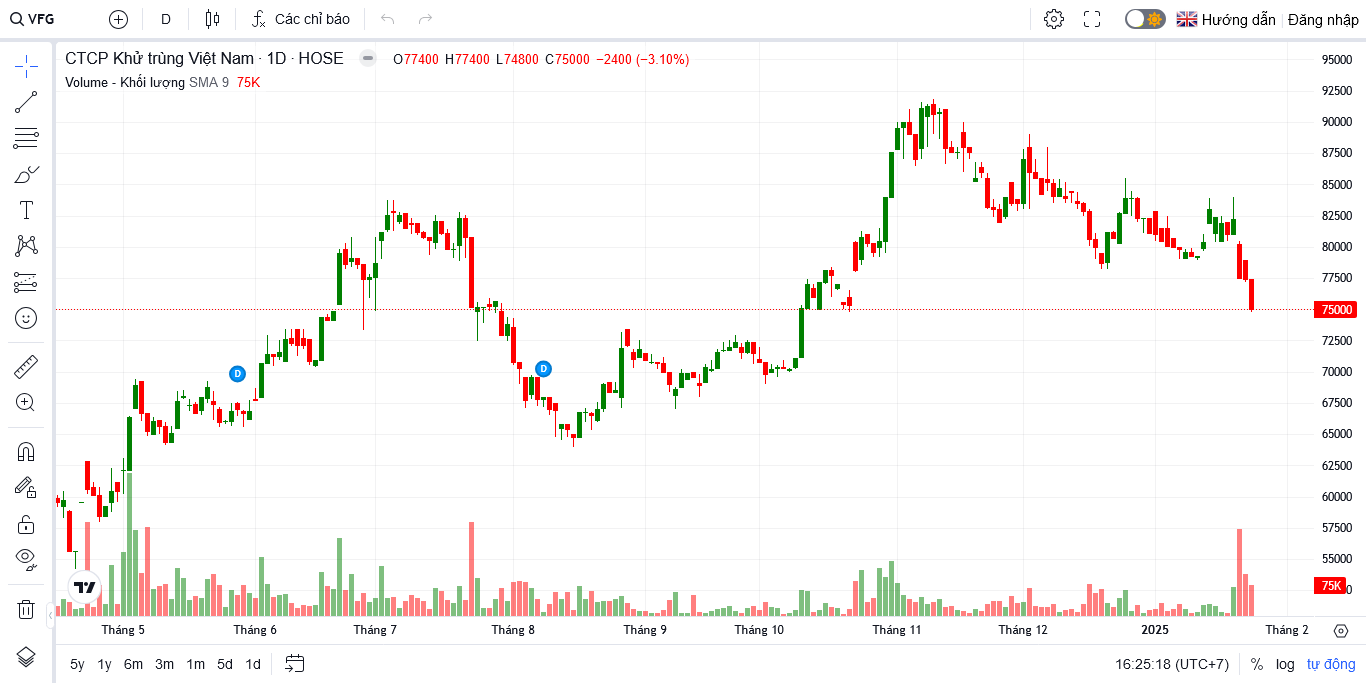 VFG D Các chỉ báo Hướng dẫn Đăng nhập
CTCP Khử trùng Việt Nam · 1D · HOSE O77400 H77400 L74800 C75000 −2400 (−3.10%)
Volume - Khối lượng SMA 9 75K
95000
92500
90000
87500
85000
82500
80000
77500
75000
72500
70000
67500
65000
62500
60000
57500
55000
75K
D
D
Tháng 5 Tháng 6 Tháng 7 Tháng 8 Tháng 9 Tháng 10 Tháng 11 Tháng 12 2025 Tháng 2
5y 1y 6m 3m 1m 5d 1d 16:25:18 (UTC+7) % log tự động